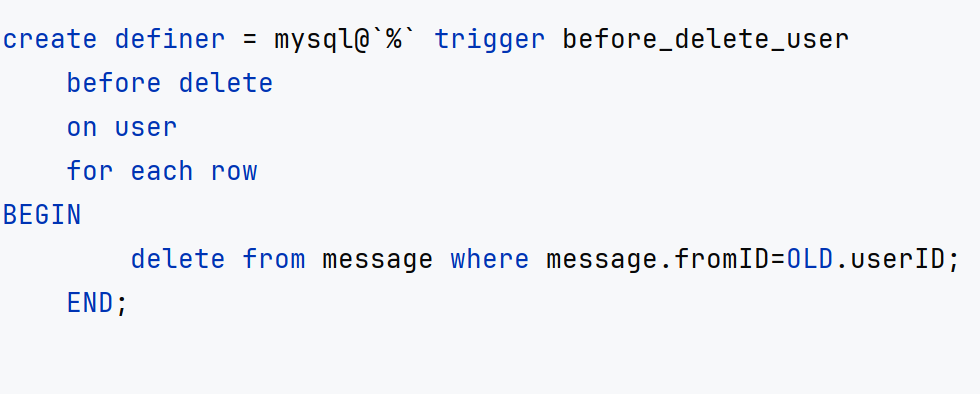 create definer = mysql@`%` trigger before_delete_user
    before delete
    on user
    for each row
BEGIN
        delete from message where message.fromID=OLD.userID;
    END;